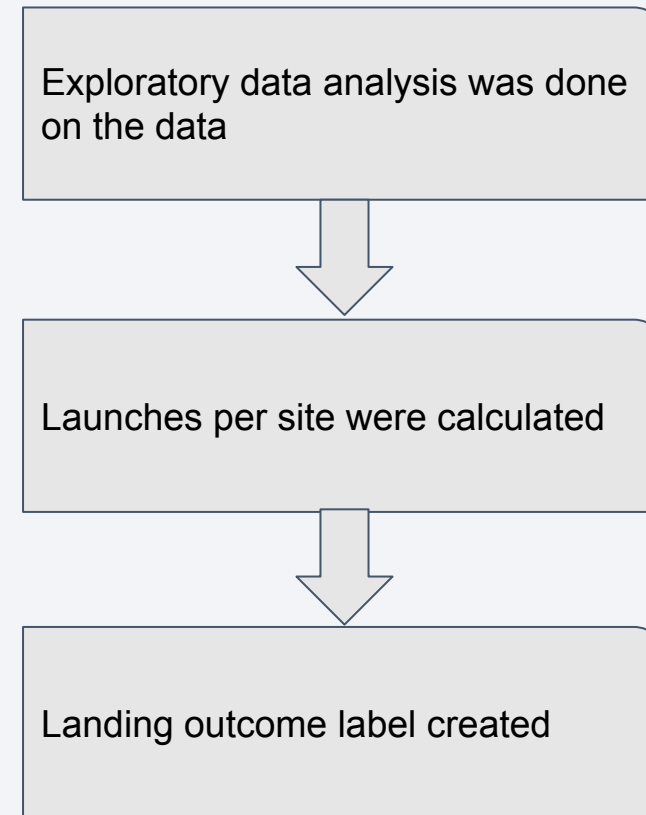 Exploratory data analysis was done
on the data
Launches per site were calculated
Landing outcome label created